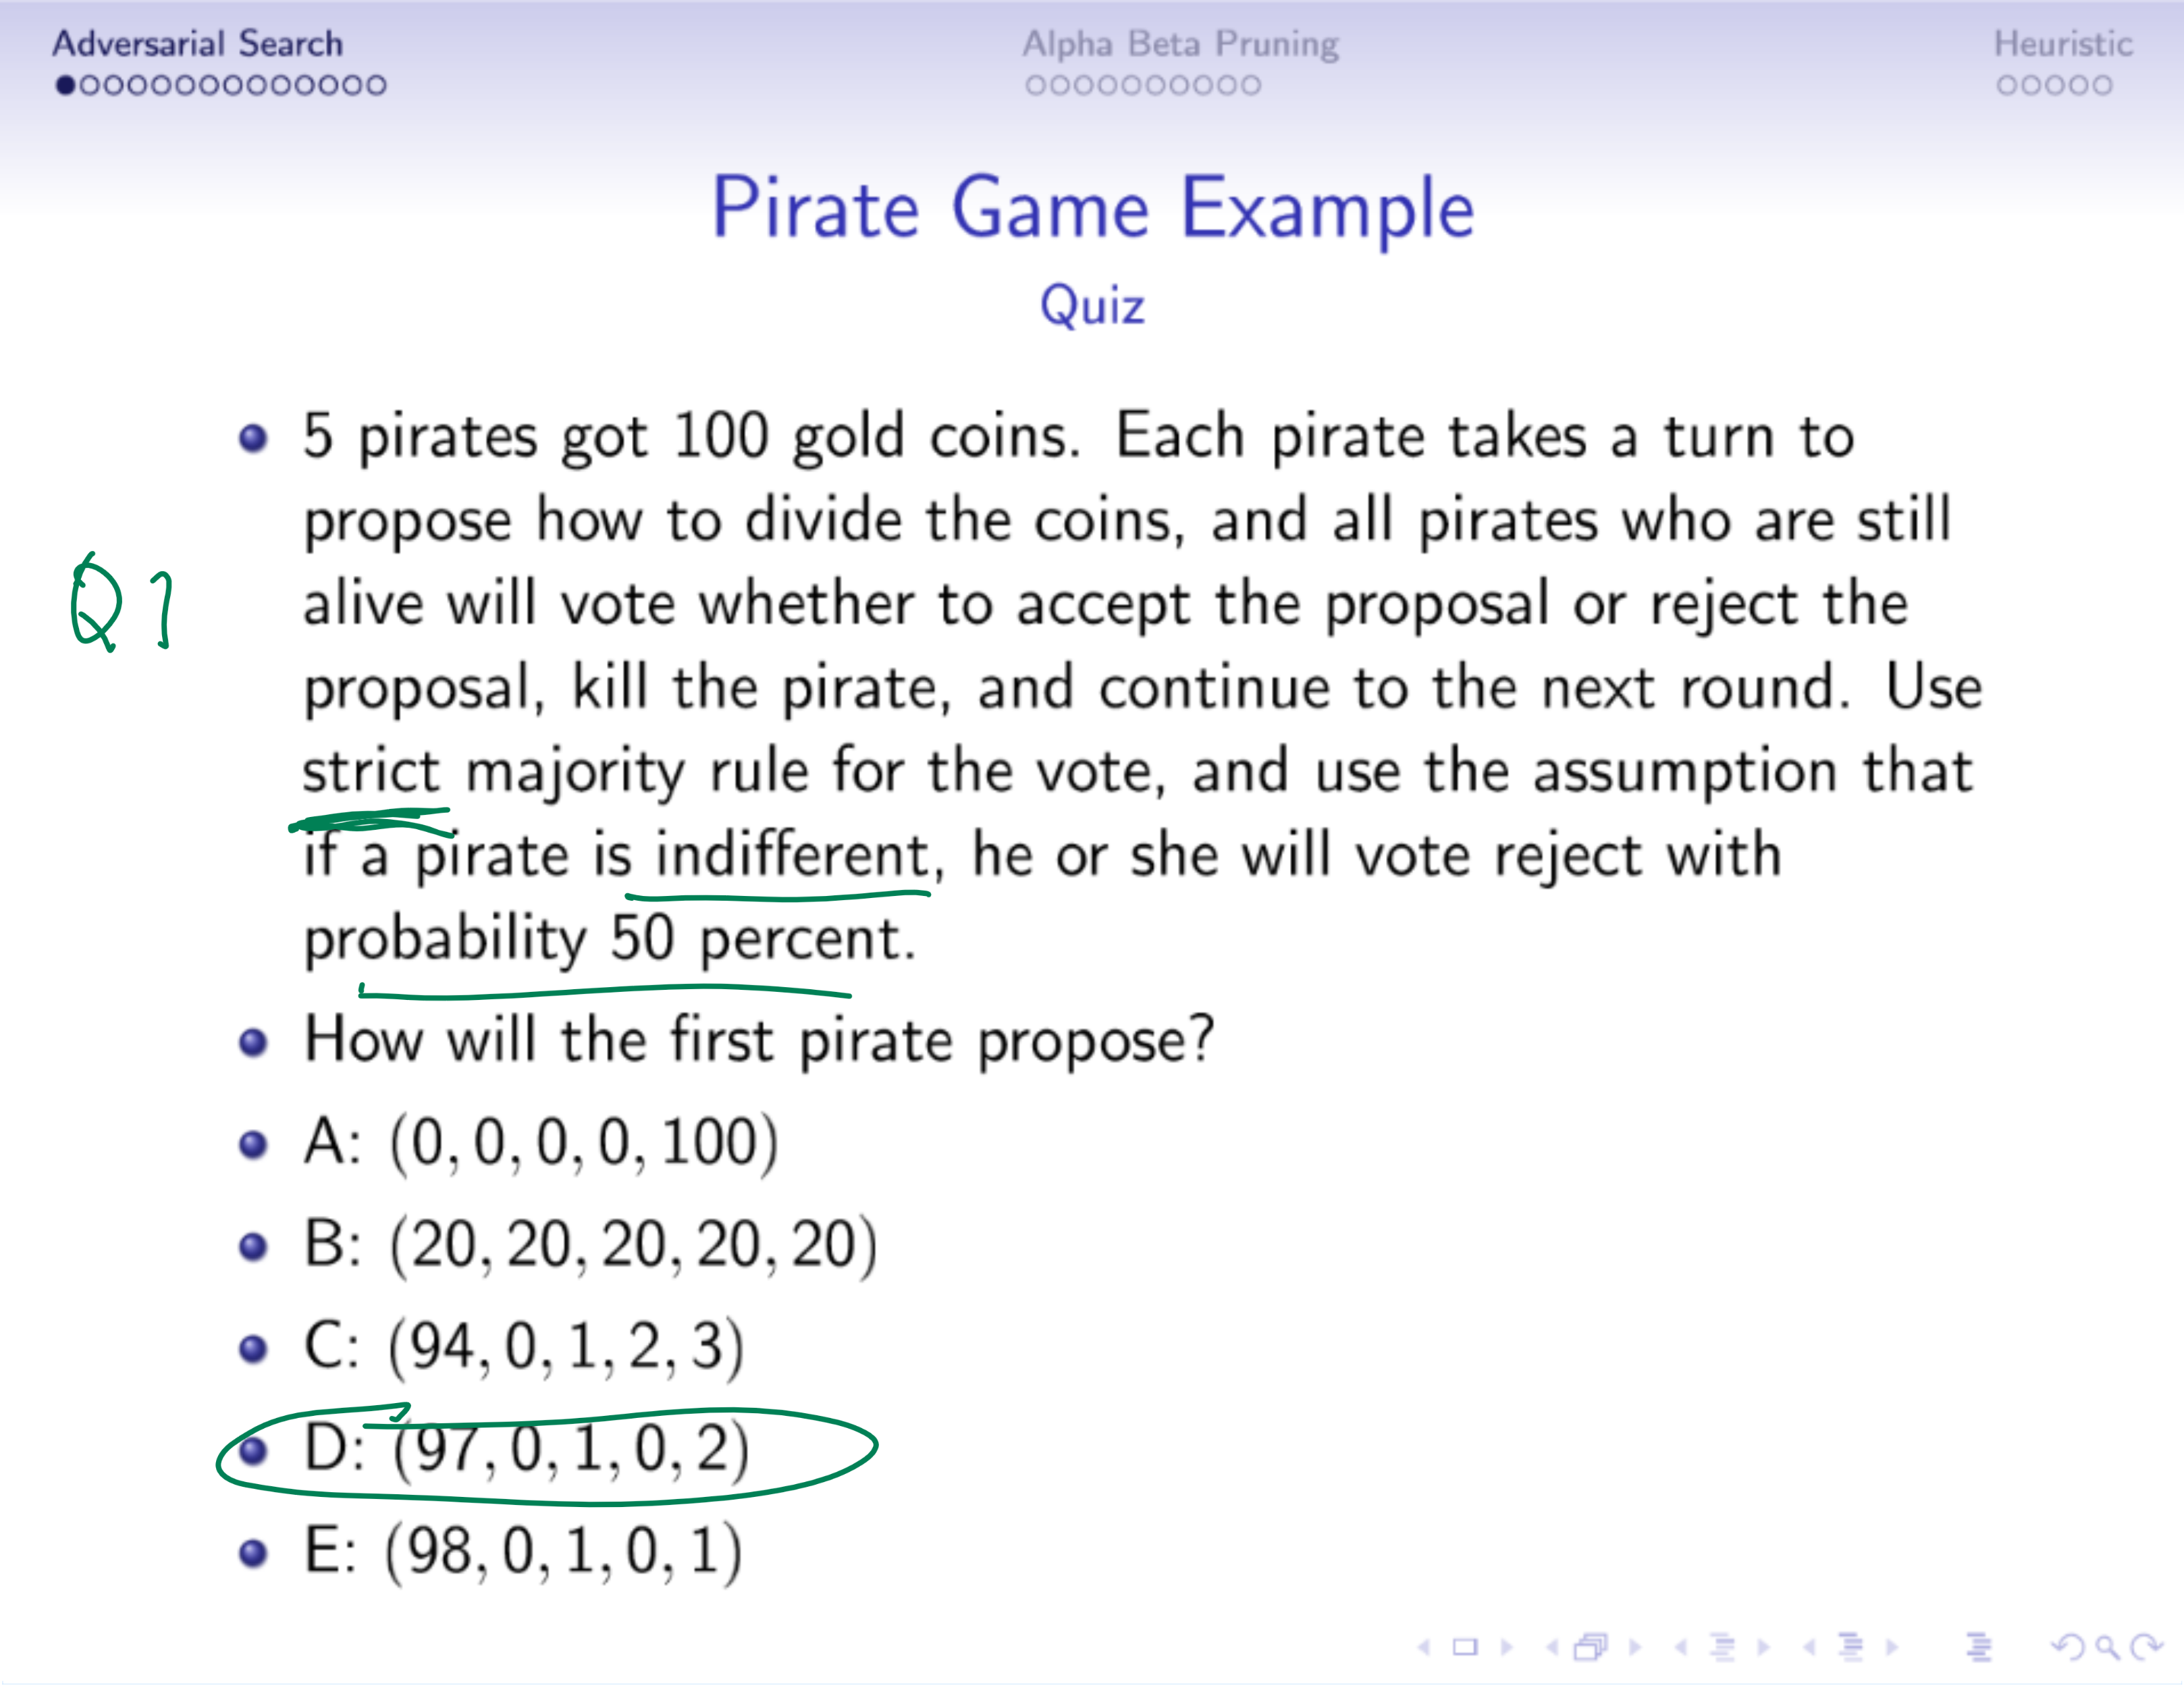 Adversarial Search Alpha Beta Pruning Heuristic
Pirate Game Example
Quiz
5 pirates got 100 gold coins. Each pirate takes a turn to
propose how to divide the coins, and all pirates who are still
Q1
alive will vote whether to accept the proposal or reject the
proposal, kill the pirate, and continue to the next round. Use
strict majority rule for the vote, and use the assumption that
if a pirate is indifferent, he or she will vote reject with
probability 50 percent.
How will the first pirate propose?
A: (0, 0, 0, 0, 100)
B: (20, 20, 20, 20, 20)
C: (94, 0, 1, 2, 3)
D: (97, 0, 1, 0, 2)
E: (98, 0, 1, 0, 1)